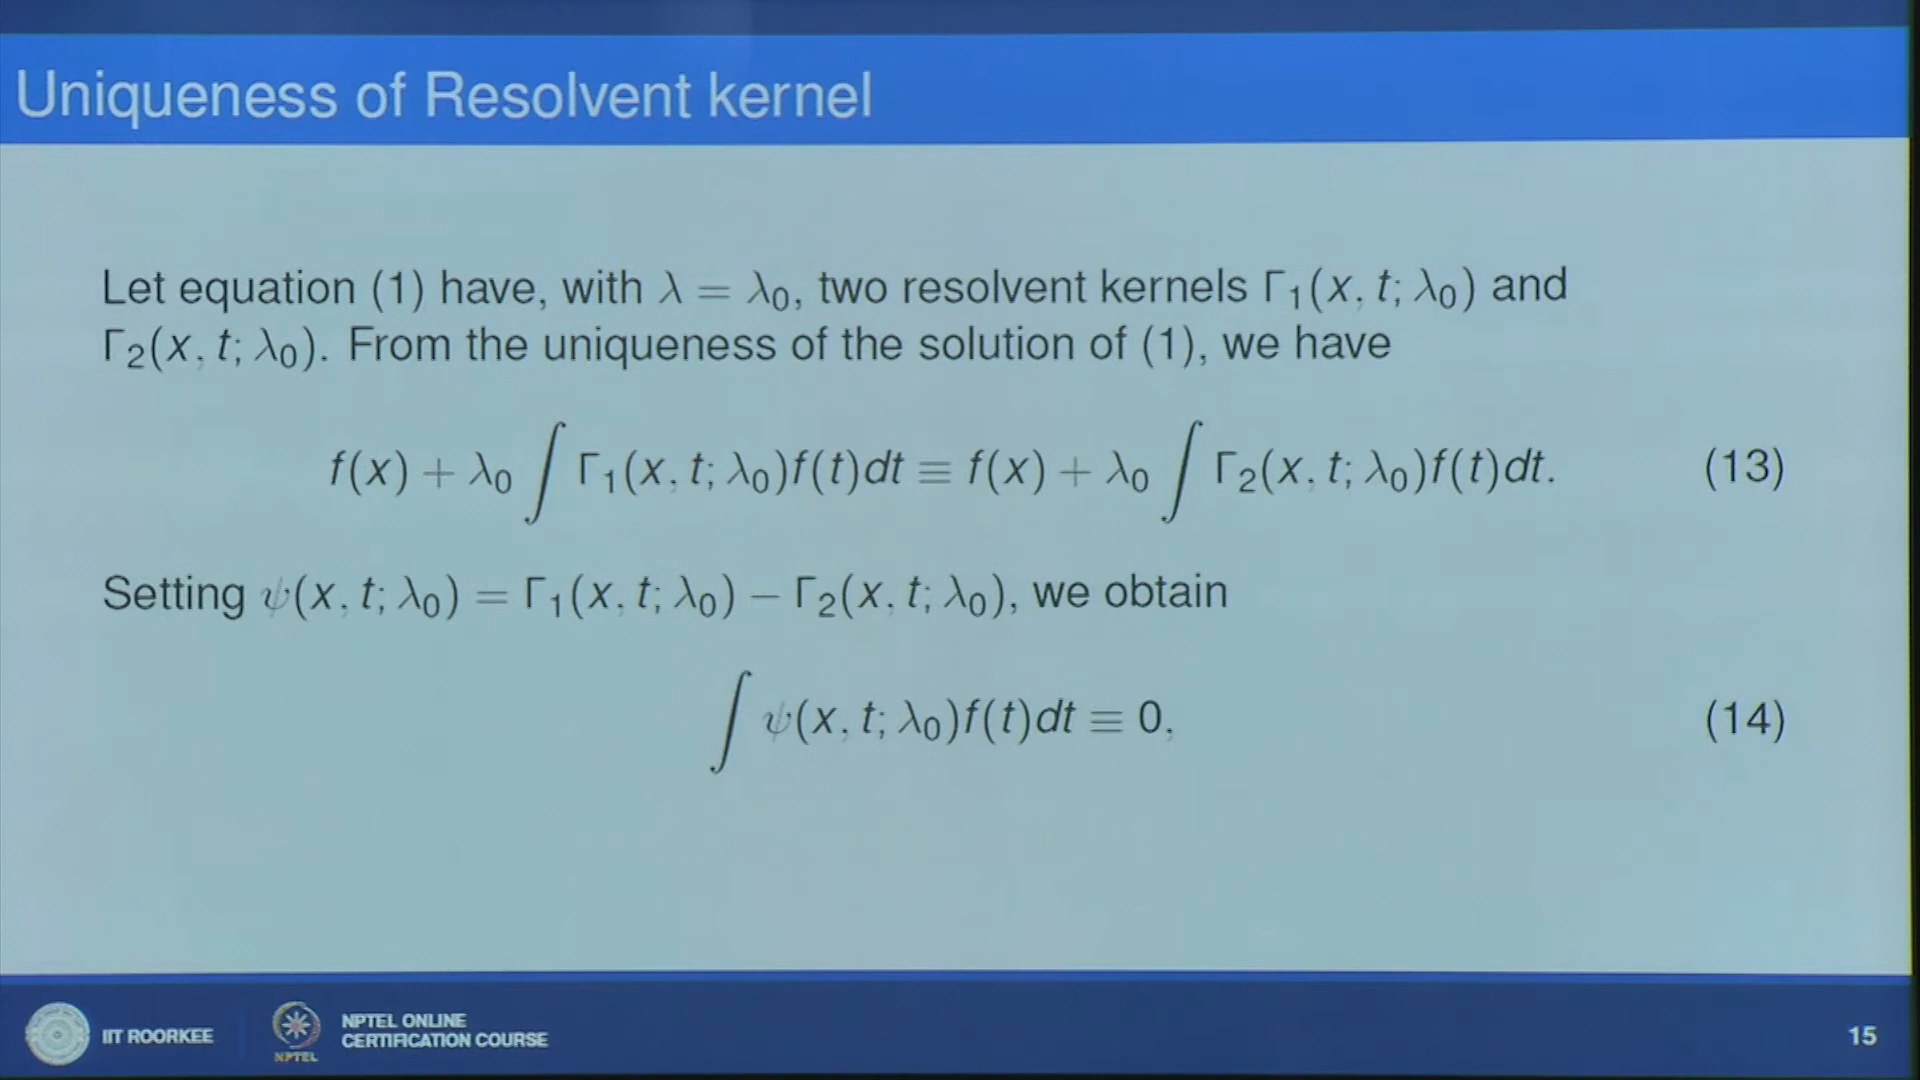 Uniqueness of Resolvent kernel
Let equation (1) have, with λ = λ₀, two resolvent kernels Γ₁(x, t; λ₀) and
Γ₂(x, t; λ₀). From the uniqueness of the solution of (1), we have
f(x) + λ₀ ∫ Γ₁(x, t; λ₀)f(t)dt ≡ f(x) + λ₀ ∫ Γ₂(x, t; λ₀)f(t)dt. (13)
Setting ψ(x, t; λ₀) = Γ₁(x, t; λ₀) − Γ₂(x, t; λ₀), we obtain
∫ ψ(x, t; λ₀)f(t)dt ≡ 0, (14)
IIT ROORKEE
NPTEL
NPTEL ONLINE
CERTIFICATION COURSE
15